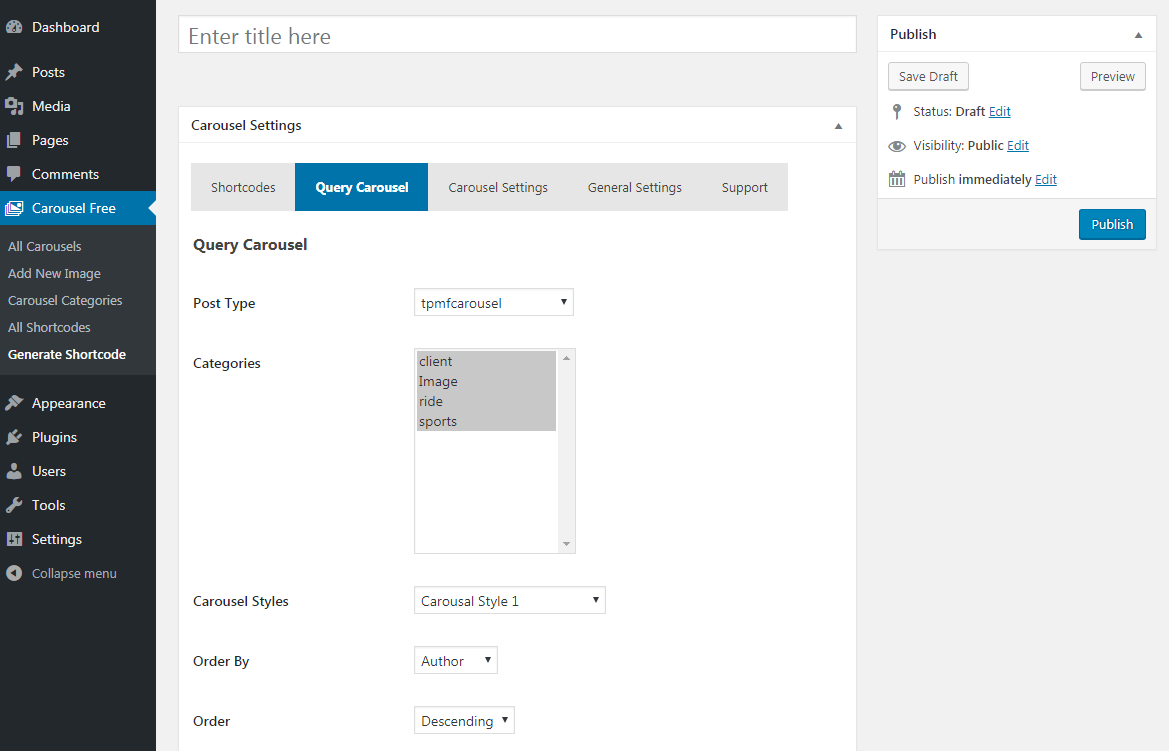 Dashboard
Posts
Media
Pages
Comments
Carousel Free
All Carousels
Add New Image
Carousel Categories
All Shortcodes
Generate Shortcode
Appearance
Plugins
Users
Tools
Settings
Collapse menu
Enter title here
Carousel Settings
Shortcodes Query Carousel Carousel Settings General Settings Support
Query Carousel
Post Type tpmfcarousel
Categories
client
Image
ride
sports
Carousel Styles Carousal Style 1
Order By Author
Order Descending
Publish
Save Draft Preview
Status: Draft Edit
Visibility: Public Edit
Publish immediately Edit
Publish